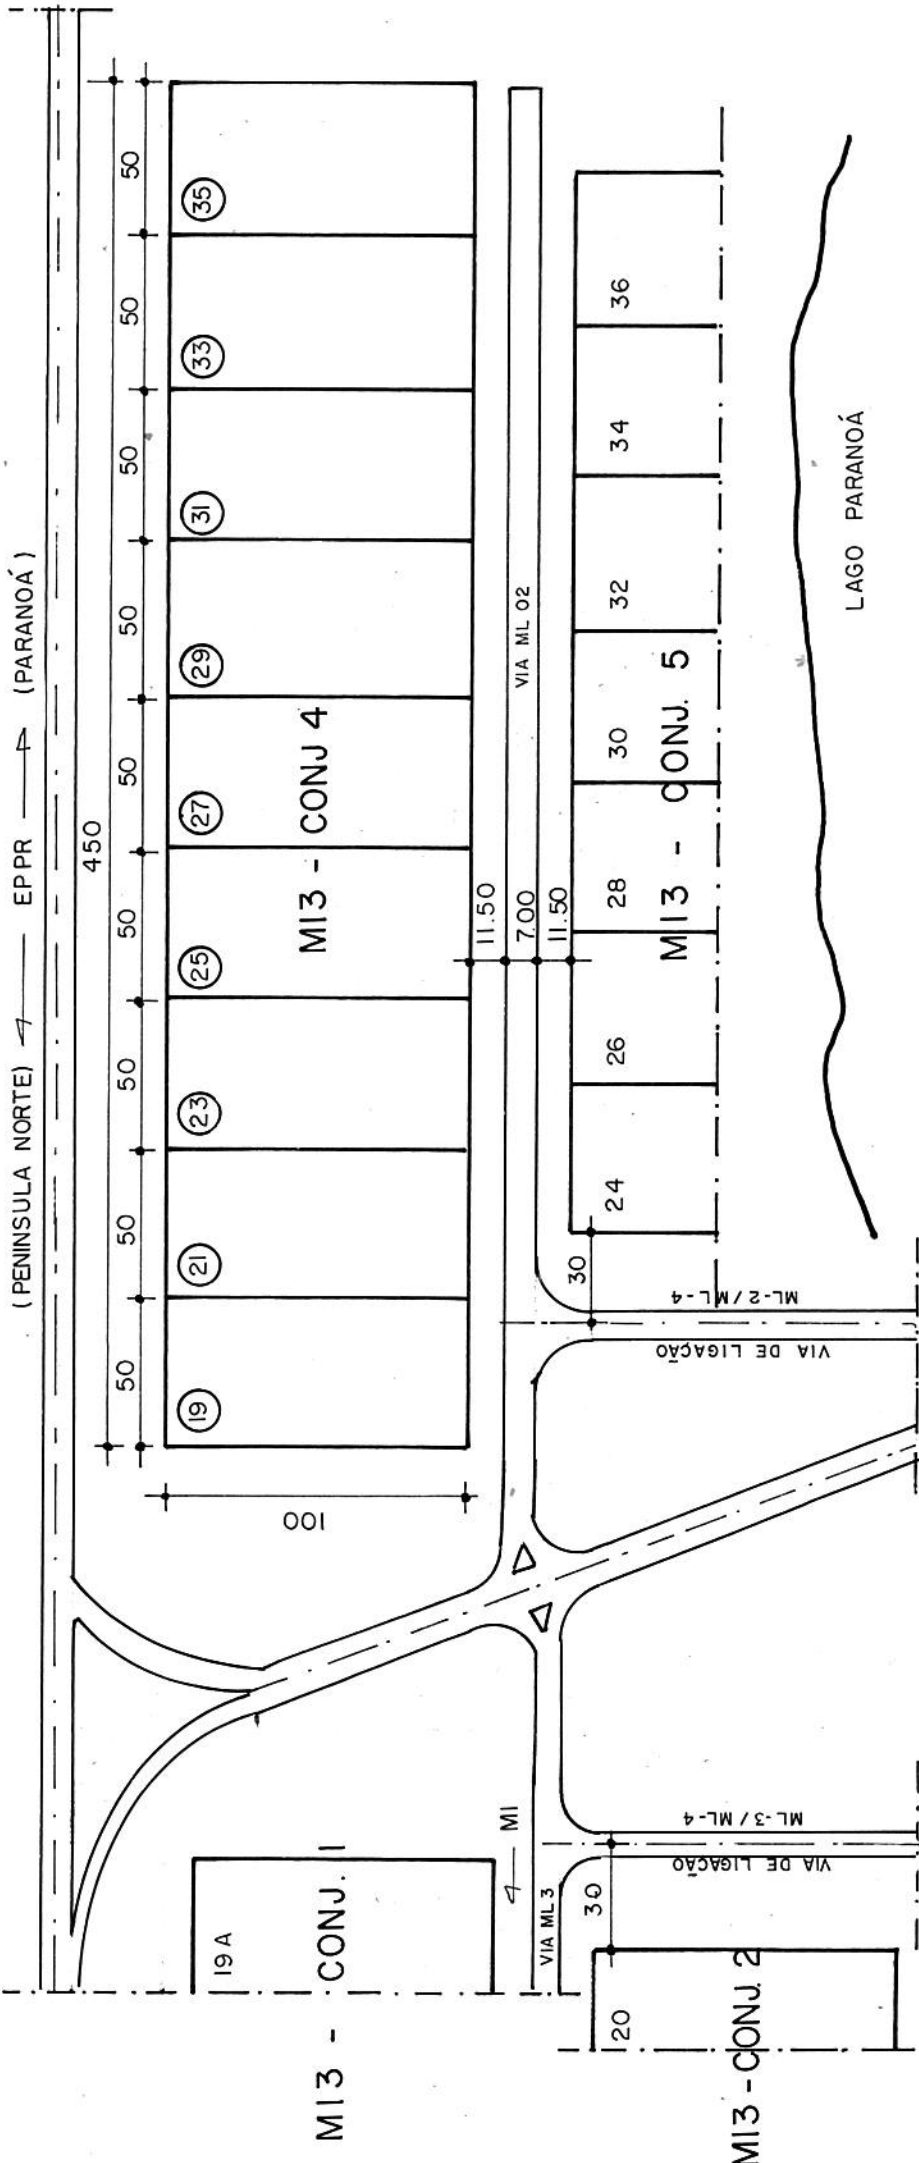 (PENINSULA NORTE) EPPR (PARANOÁ)
450
50 50 50 50 50 50 50 50 50
19 21 23 25 27 29 31 33 35
100
MI3 - CONJ 4
11.50
7.00
11.50
VIA ML 02
24 26 28 30 32 34 36
MI3 - CONJ. 5
30
LAGO PARANOÁ
VIA DE LIGAÇÃO
ML-2/ML-4
19A
MI3 - CONJ. 1
MI
VIA ML 3
30
VIA DE LIGAÇÃO
ML-3/ML-4
20
MI3 - CONJ. 2